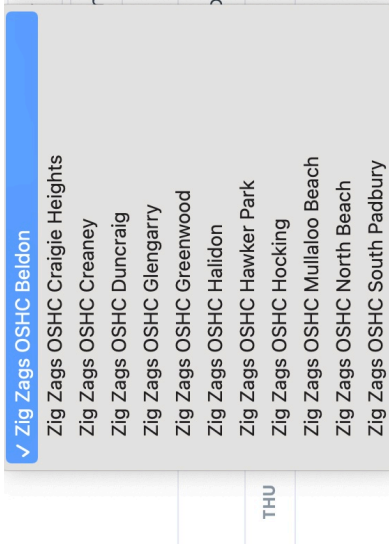 ✓ Zig Zags OSHC Beldon
Zig Zags OSHC Craigie Heights
Zig Zags OSHC Creaney
Zig Zags OSHC Duncraig
Zig Zags OSHC Glengarry
Zig Zags OSHC Greenwood
Zig Zags OSHC Halidon
Zig Zags OSHC Hawker Park
Zig Zags OSHC Hocking
Zig Zags OSHC Mullaloo Beach
Zig Zags OSHC North Beach
Zig Zags OSHC South Padbury
THU